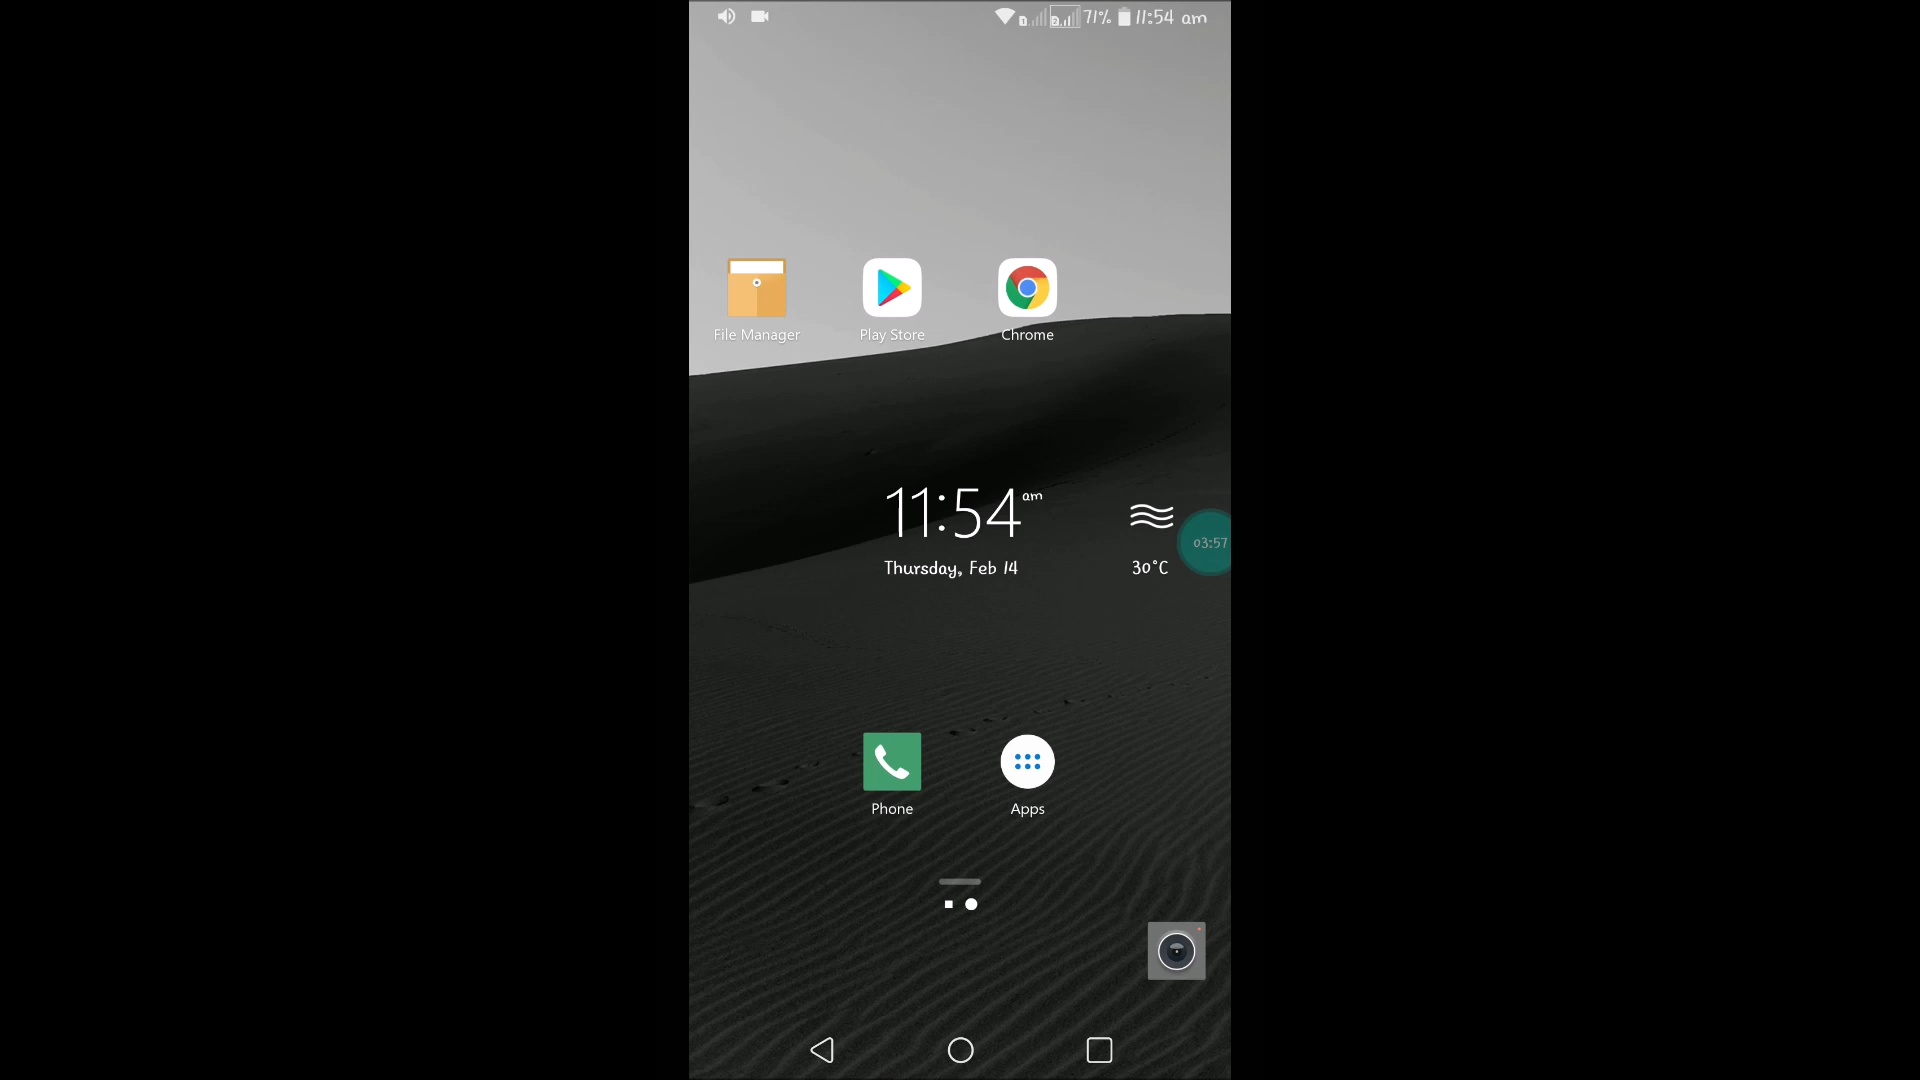 71% 11:54 am
File Manager
Play Store
Chrome
11:54 am
03:57
Thursday, Feb 14
30°C
Phone
Apps